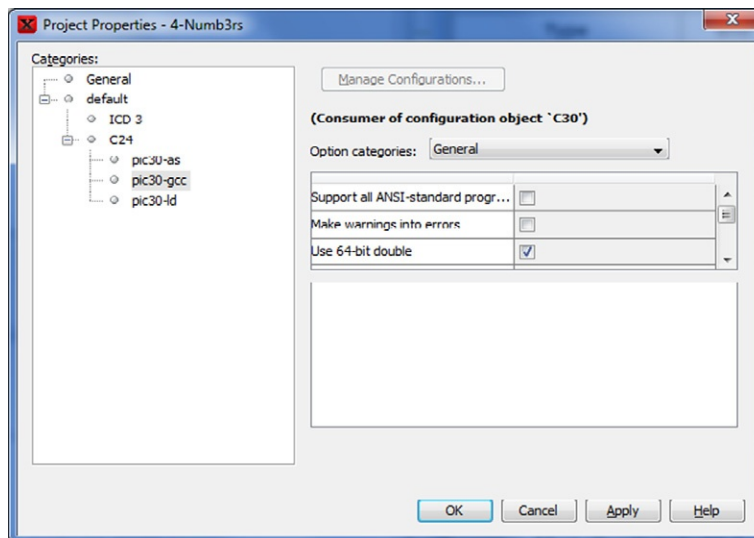 Project Properties - 4-Numb3rs
Categories:
General
default
ICD 3
C24
pic30-as
pic30-gcc
pic30-ld
Manage Configurations...
(Consumer of configuration object `C30')
Option categories: General
Support all ANSI-standard progr...
Make warnings into errors
Use 64-bit double
OK Cancel Apply Help